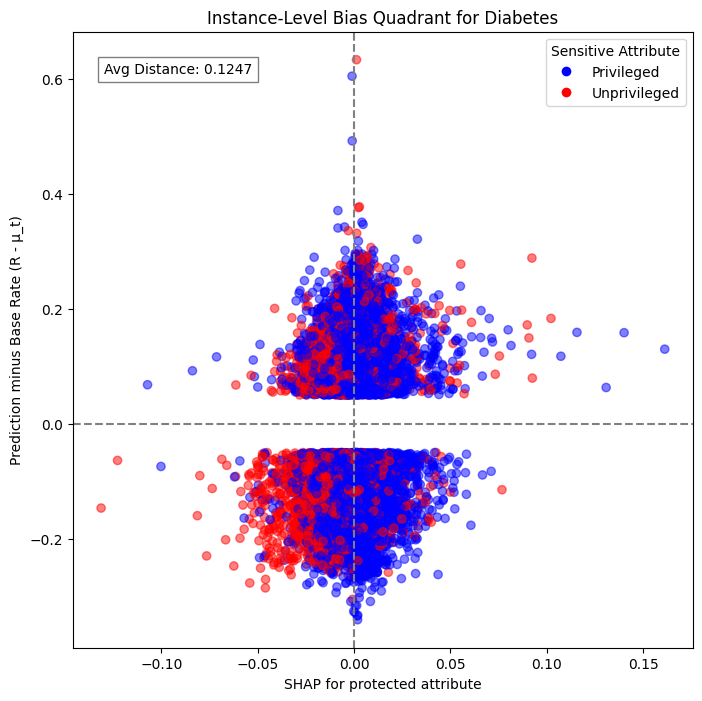 Instance-Level Bias Quadrant for Diabetes
Avg Distance: 0.1247
Sensitive Attribute
Privileged
Unprivileged
Prediction minus Base Rate (R - μ_t)
0.6
0.4
0.2
0.0
−0.2
−0.10
−0.05
0.00
0.05
0.10
0.15
SHAP for protected attribute